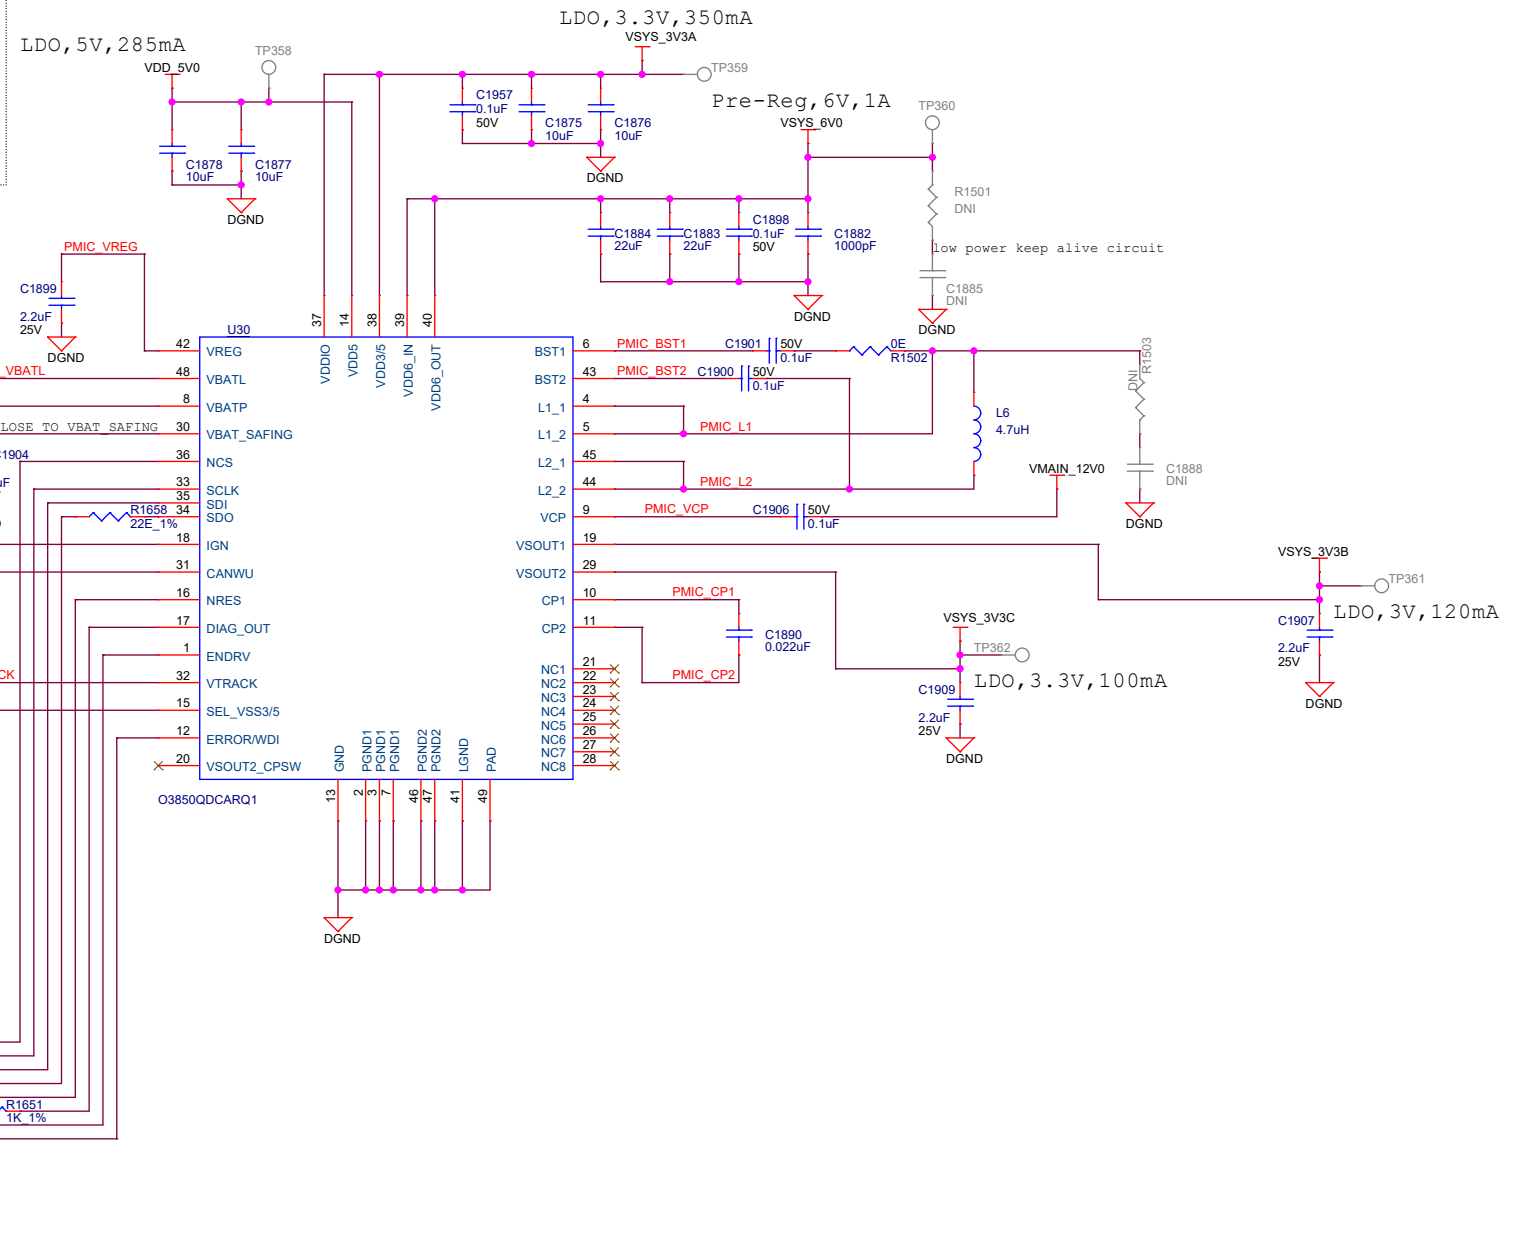 LDO,3.3V,350mA
VSYS_3V3A
LDO,5V,285mA
TP358
VDD_5V0
TP359
C1957
0.1uF
50V
C1875
10uF
C1876
10uF
DGND
Pre-Reg,6V,1A
VSYS_6V0
TP360
C1878
10uF
C1877
10uF
DGND
R1501
DNI
C1884
22uF
C1883
22uF
C1898
0.1uF
50V
C1882
1000pF
DGND
low power keep alive circuit
C1885
DNI
DGND
PMIC_VREG
C1899
2.2uF
25V
DGND
37
14
38
39
40
U30
VDDIO
VDD5
VDD3/5
VDD6_IN
VDD6_OUT
42
VREG
_VBATL
48
VBATL
8
VBATP
LOSE TO VBAT_SAFING
30
VBAT_SAFING
C1904
uF
36
NCS
33
SCLK
35
SDI
R1658
22E_1%
34
SDO
18
IGN
31
CANWU
16
NRES
17
DIAG_OUT
1
ENDRV
CK
32
VTRACK
15
SEL_VSS3/5
12
ERROR/WDI
20
VSOUT2_CPSW
BST1
6
PMIC_BST1
C1901
50V
0.1uF
0E
R1502
BST2
43
PMIC_BST2
C1900
50V
0.1uF
L1_1
4
L1_2
5
PMIC_L1
L6
4.7uH
L2_1
45
L2_2
44
PMIC_L2
VMAIN_12V0
VCP
9
PMIC_VCP
C1906
50V
0.1uF
R1503
DNI
C1888
DNI
DGND
VSOUT1
19
VSOUT2
29
CP1
10
PMIC_CP1
CP2
11
C1890
0.022uF
PMIC_CP2
VSYS_3V3B
TP361
LDO,3V,120mA
C1907
2.2uF
25V
DGND
VSYS_3V3C
TP362
LDO,3.3V,100mA
C1909
2.2uF
25V
DGND
NC1
21
NC2
22
NC3
23
NC4
24
NC5
25
NC6
26
NC7
27
NC8
28
GND
PGND1
PGND1
PGND1
PGND2
PGND2
LGND
PAD
13
2
3
7
46
47
41
49
O3850QDCARQ1
DGND
R1651
1K_1%